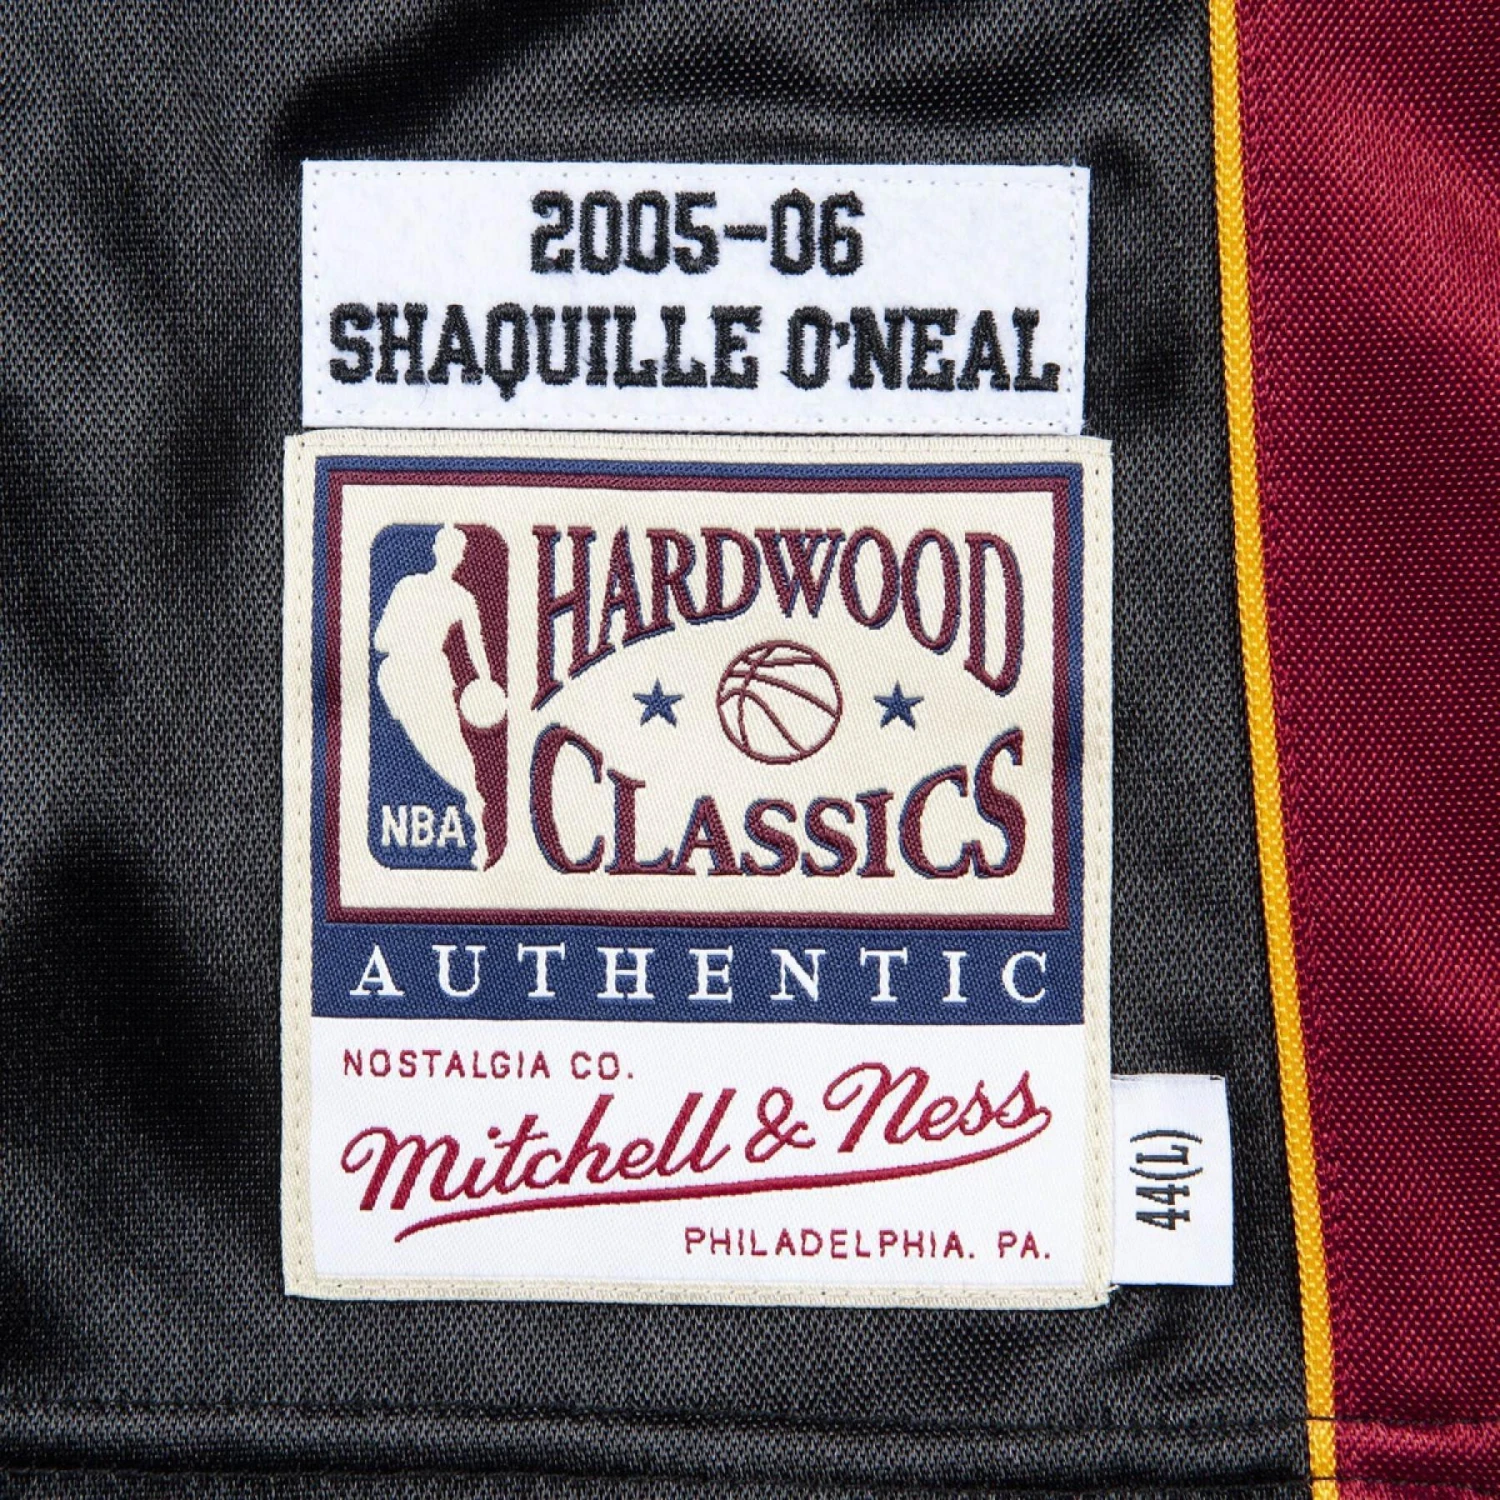 2005-06
SHAQUILLE O'NEAL
HARDWOOD
CLASSICS
NBA
AUTHENTIC
NOSTALGIA CO.
Mitchell & Ness
PHILADELPHIA. PA.
44(L)